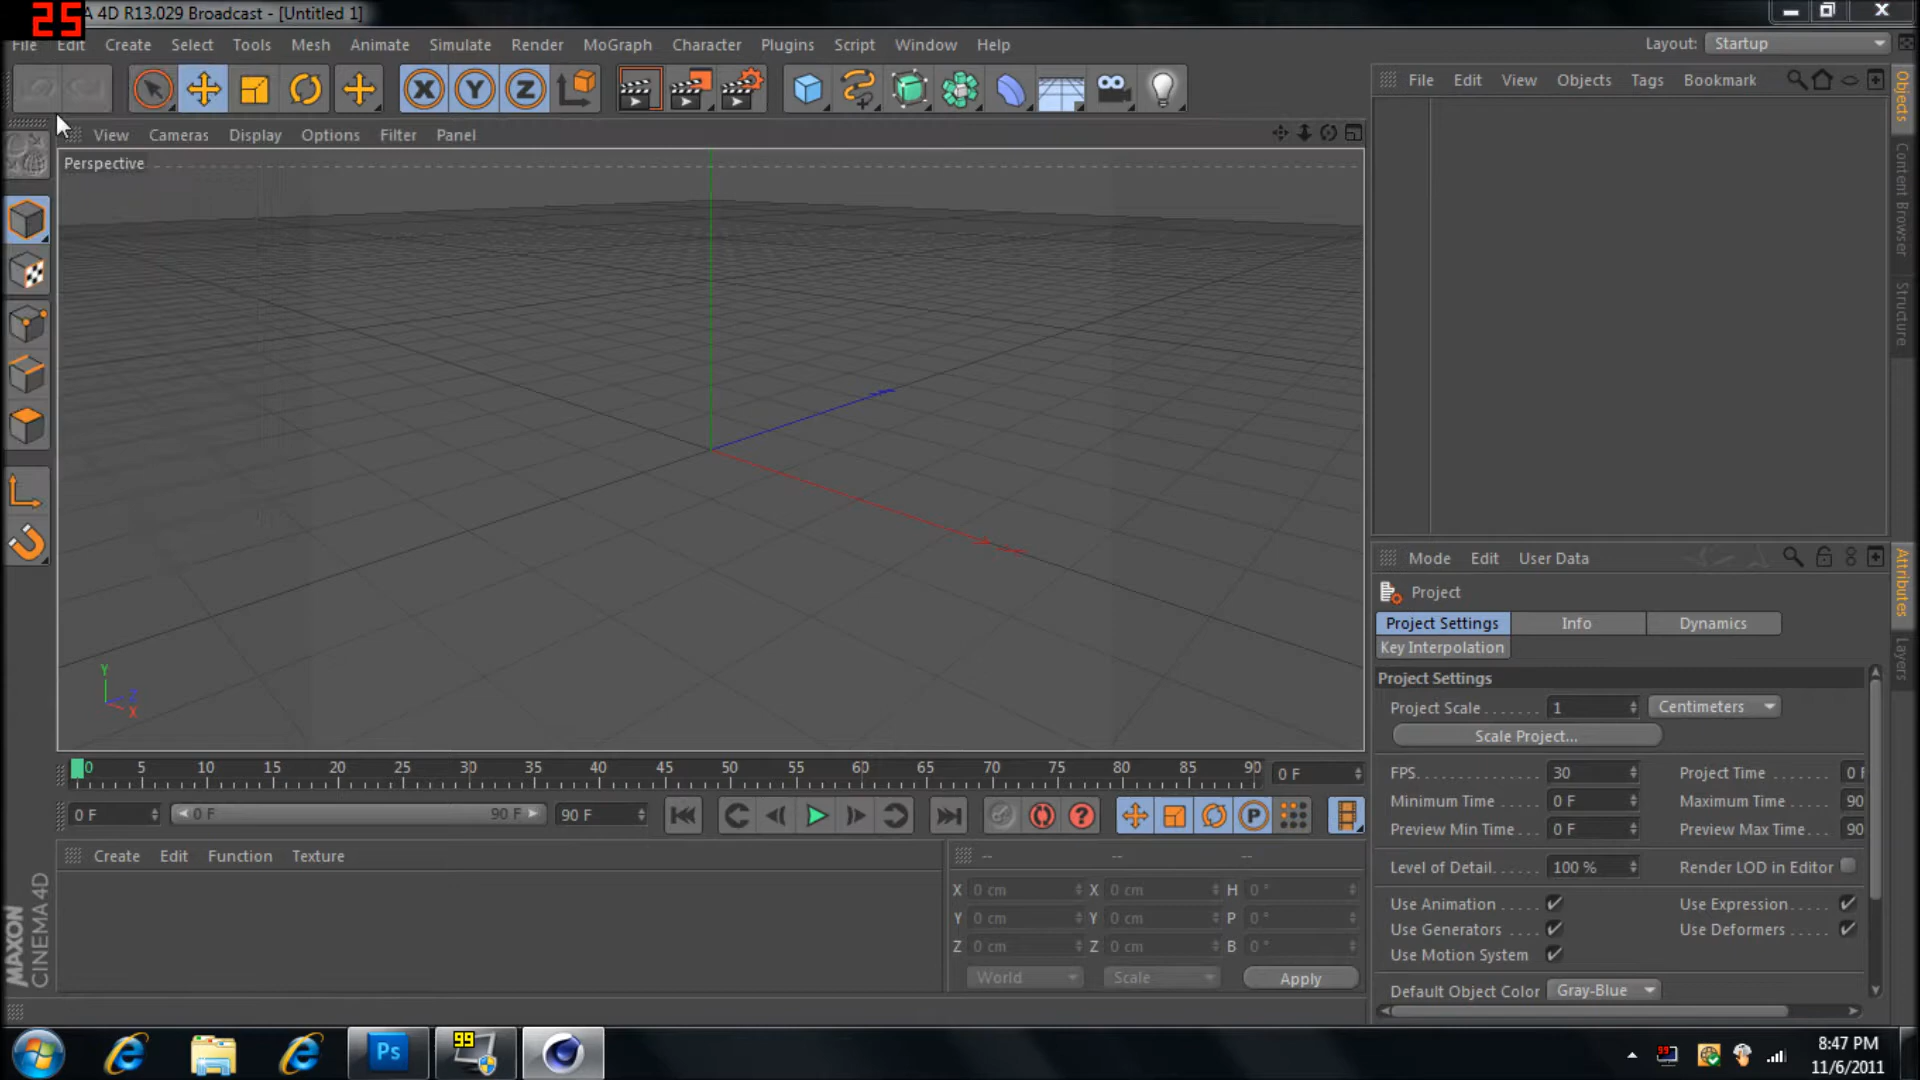 25
A 4D R13.029 Broadcast - [Untitled 1]
File Edit Create Select Tools Mesh Animate Simulate Render MoGraph Character Plugins Script Window Help
Layout: Startup
X Y Z
File Edit View Objects Tags Bookmark
View Cameras Display Options Filter Panel
Perspective
Objects
Content Browser
Structure
Y
Z
X
Mode Edit User Data
Project
Project Settings Info Dynamics
Key Interpolation
Attributes
Layers
Project Settings
Project Scale . . . . . . . 1 Centimeters
Scale Project...
FPS. . . . . . . . . . . . . . 30 Project Time . . . . . . . 0 F
Minimum Time . . . . 0 F Maximum Time . . . . 90
Preview Min Time . . . 0 F Preview Max Time . . . 90
Level of Detail. . . . . . 100 % Render LOD in Editor
Use Animation . . . . . Use Expression. . . . .
Use Generators . . . . Use Deformers . . . . .
Use Motion System
Default Object Color Gray-Blue
0 5 10 15 20 25 30 35 40 45 50 55 60 65 70 75 80 85 90 0 F
0 F 0 F 90 F 90 F ? P
Create Edit Function Texture
-- -- --
X 0 cm X 0 cm H 0 °
Y 0 cm Y 0 cm P 0 °
Z 0 cm Z 0 cm B 0 °
World Scale Apply
MAXON
CINEMA 4D
Ps
99
99
8:47 PM
11/6/2011